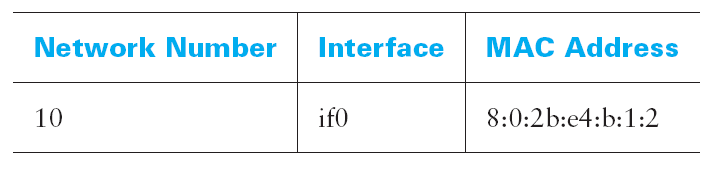 Network Number Interface MAC Address
10 if0 8:0:2b:e4:b:1:2